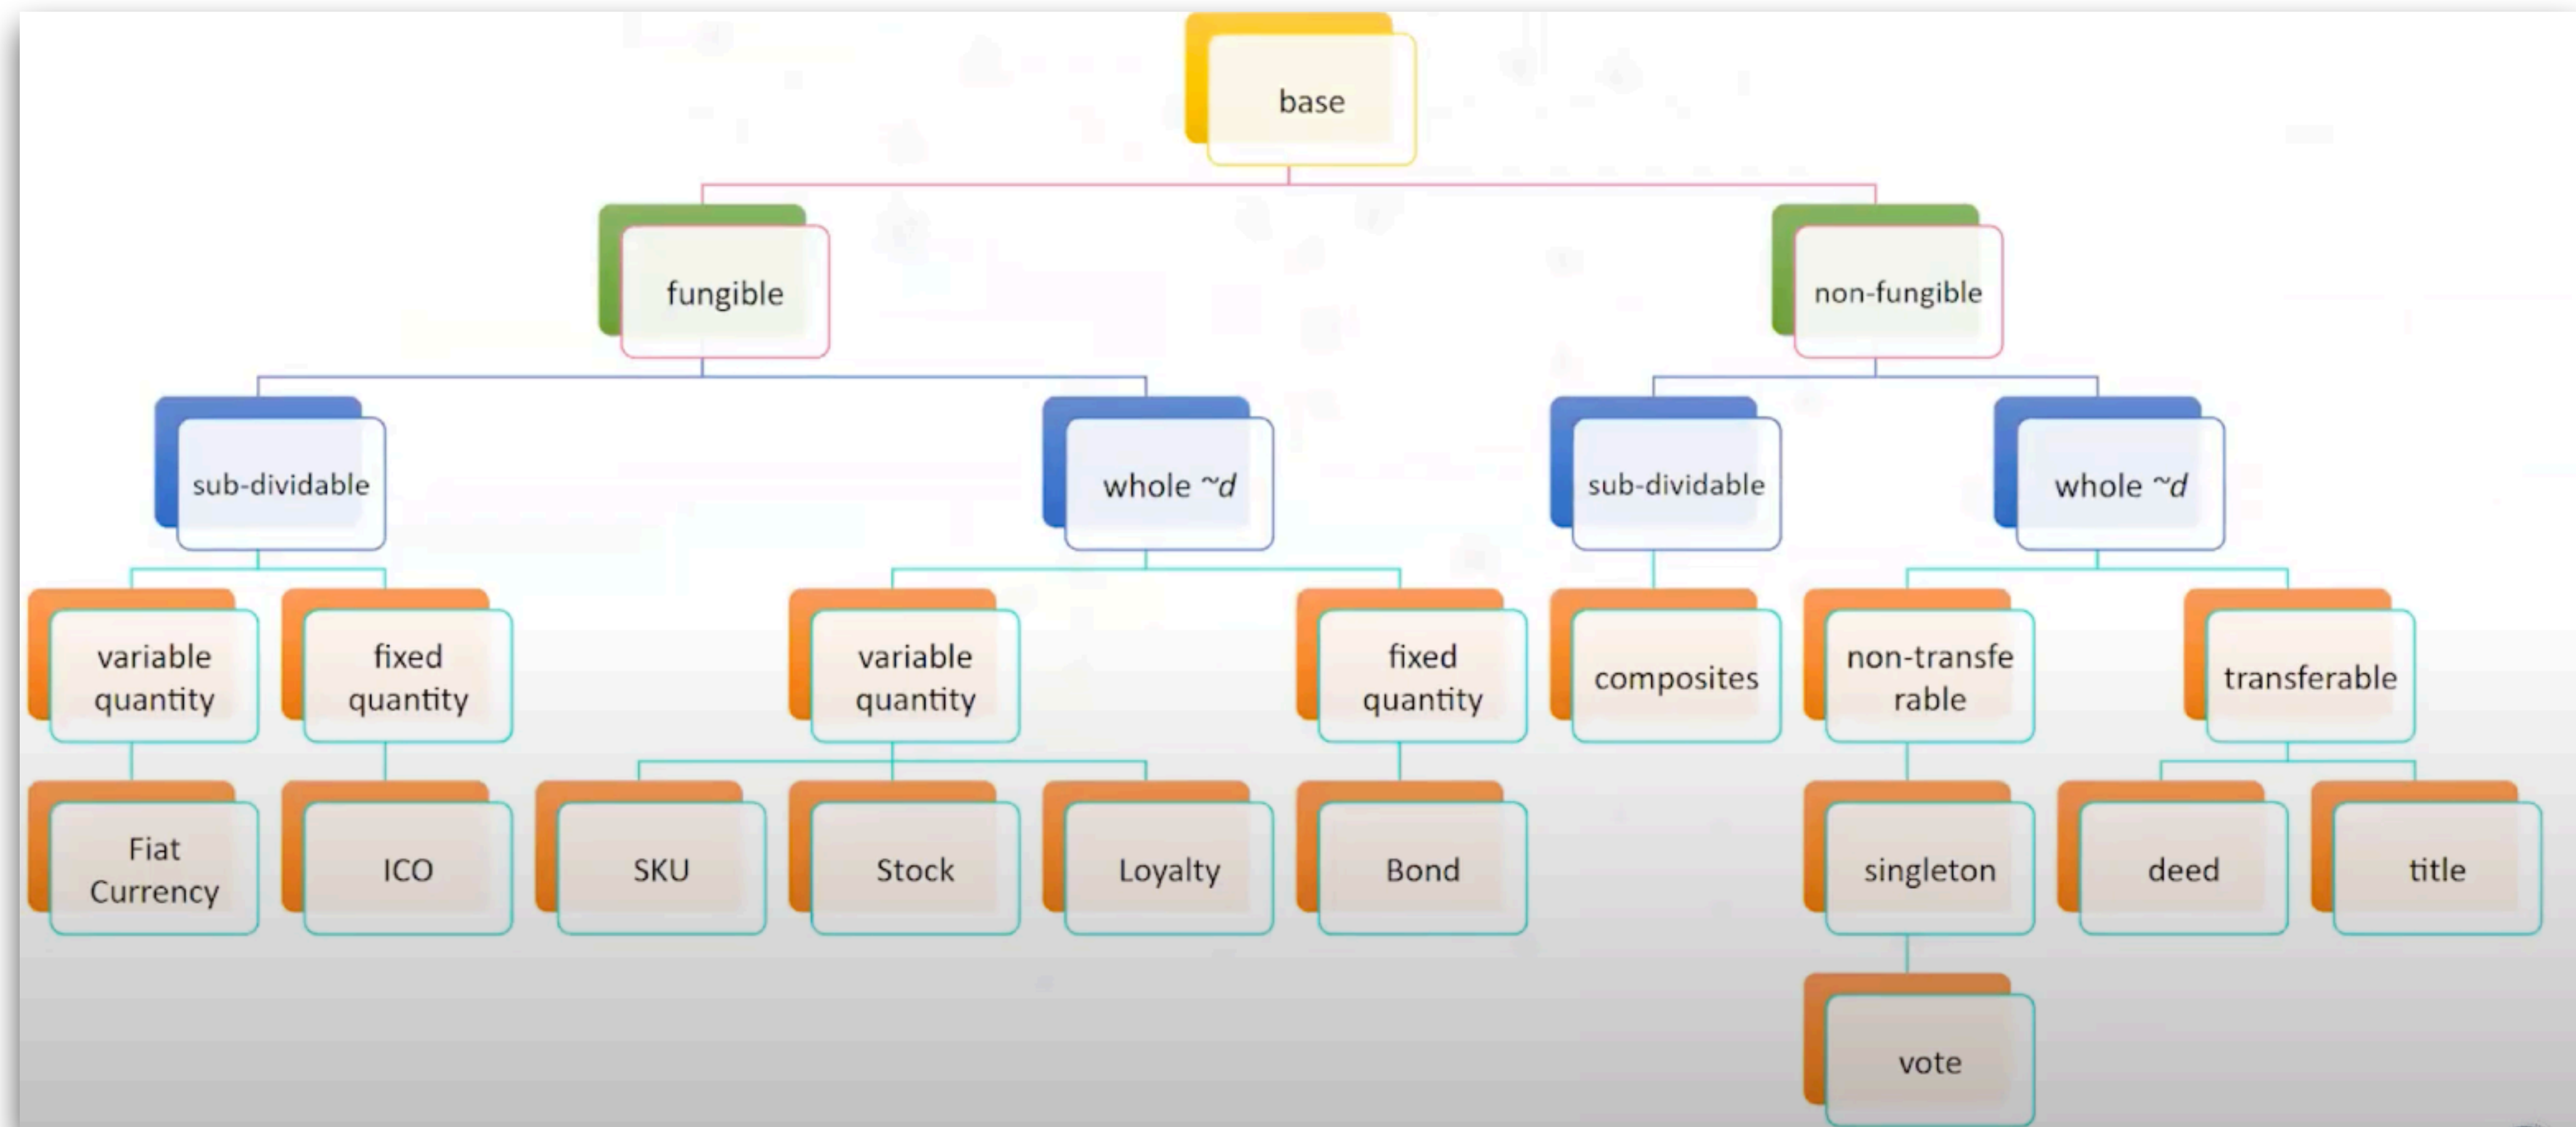 base
fungible
non-fungible
sub-dividable
whole ~d
sub-dividable
whole ~d
variable
quantity
fixed
quantity
variable
quantity
fixed
quantity
composites
non-transfe
rable
transferable
Fiat
Currency
ICO
SKU
Stock
Loyalty
Bond
singleton
deed
title
vote